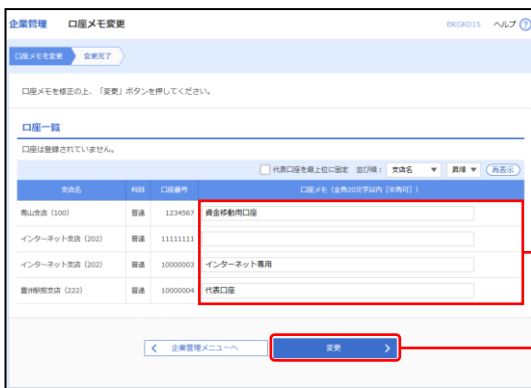 企業管理 口座メモ変更 BKGK015 ヘルプ ?
口座メモを変更 変更完了
口座メモを修正の上、「変更」ボタンを押してください。
口座一覧
口座は登録されていません。
代表口座を最上位に固定 並び順: 支店名 ▼ 昇順 ▼ 再表示
支店名 科目 口座番号 口座メモ (全角20文字以内 [半角可] )
青山支店 (100) 普通 1234567 資金移動用口座
インターネット支店 (202) 普通 11111111
インターネット支店 (202) 普通 10000003 インターネット専用
豊洲駅前支店 (222) 普通 10000004 代表口座
企業管理メニューへ 変更